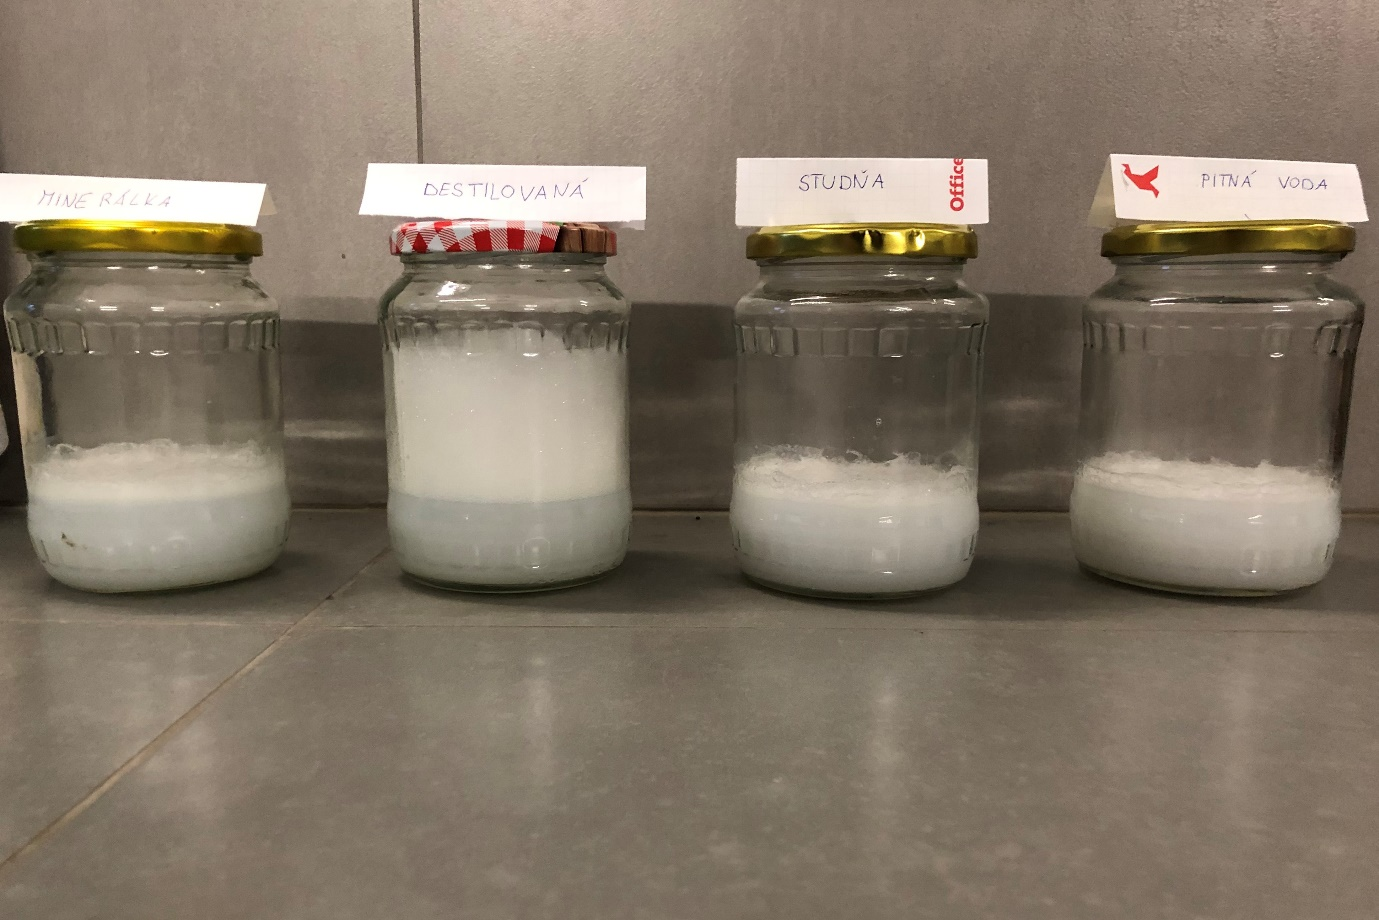 MINERÁLKA
DESTILOVANÁ
STUDŇA
Office
PITNÁ VODA